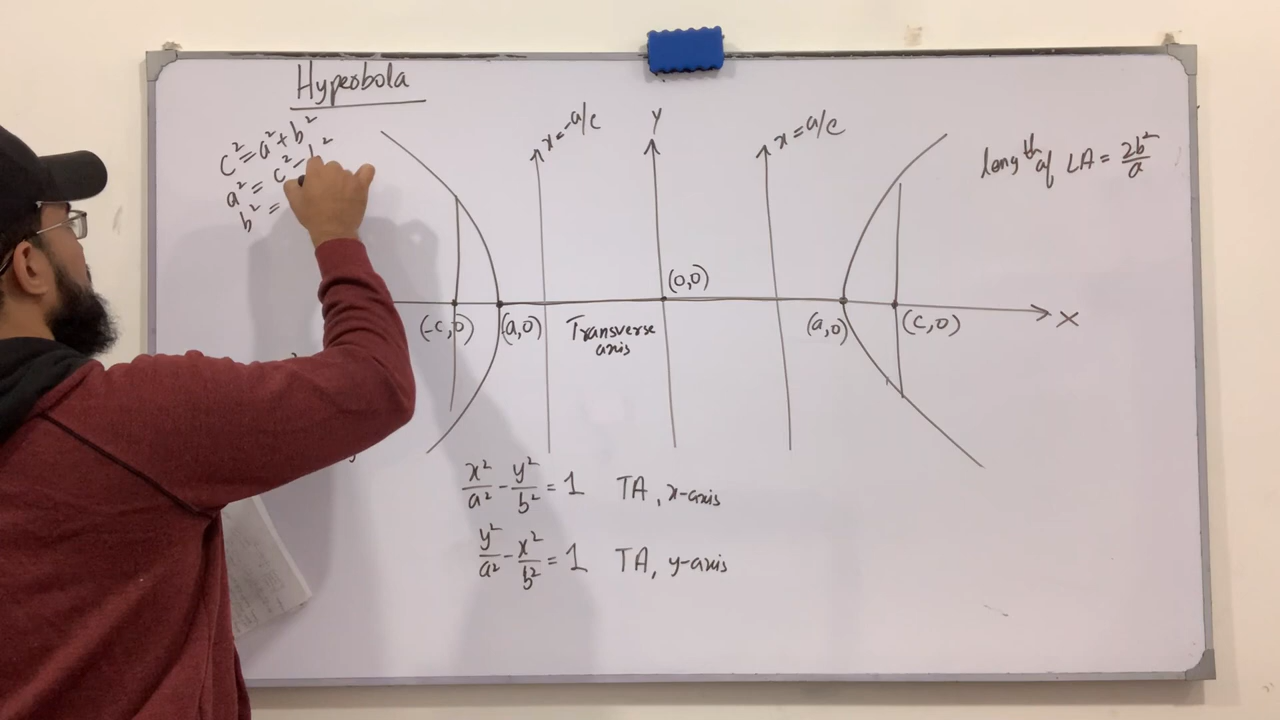 Hyperbola
c² = a² + b²
a² = c² - b²
b² =
x = -a/c
Y
x = a/c
length of LA = 2b²/a
(0,0)
(-c,0)
(a,0)
Transverse
axis
(a,0)
(c,0)
X
x²/a² - y²/b² = 1 TA, x-axis
y²/a² - x²/b² = 1 TA, y-axis